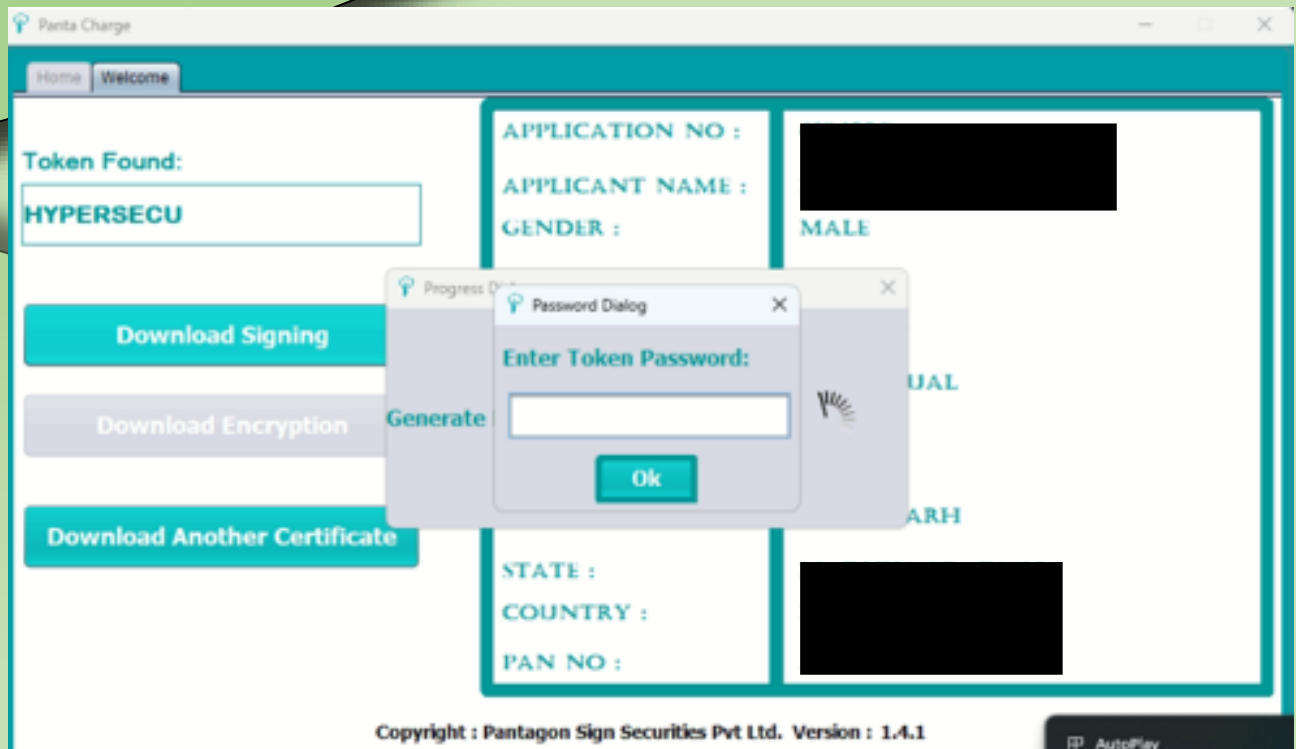 Panta Charge
Home Welcome
Token Found:
HYPERSECU
Download Signing
Download Encryption
Download Another Certificate
APPLICATION NO :
APPLICANT NAME :
GENDER : MALE
UAL
ARH
STATE :
COUNTRY :
PAN NO :
Progress
Generate
Password Dialog
Enter Token Password:
Ok
Copyright : Pantagon Sign Securities Pvt Ltd. Version : 1.4.1
AutoPlay